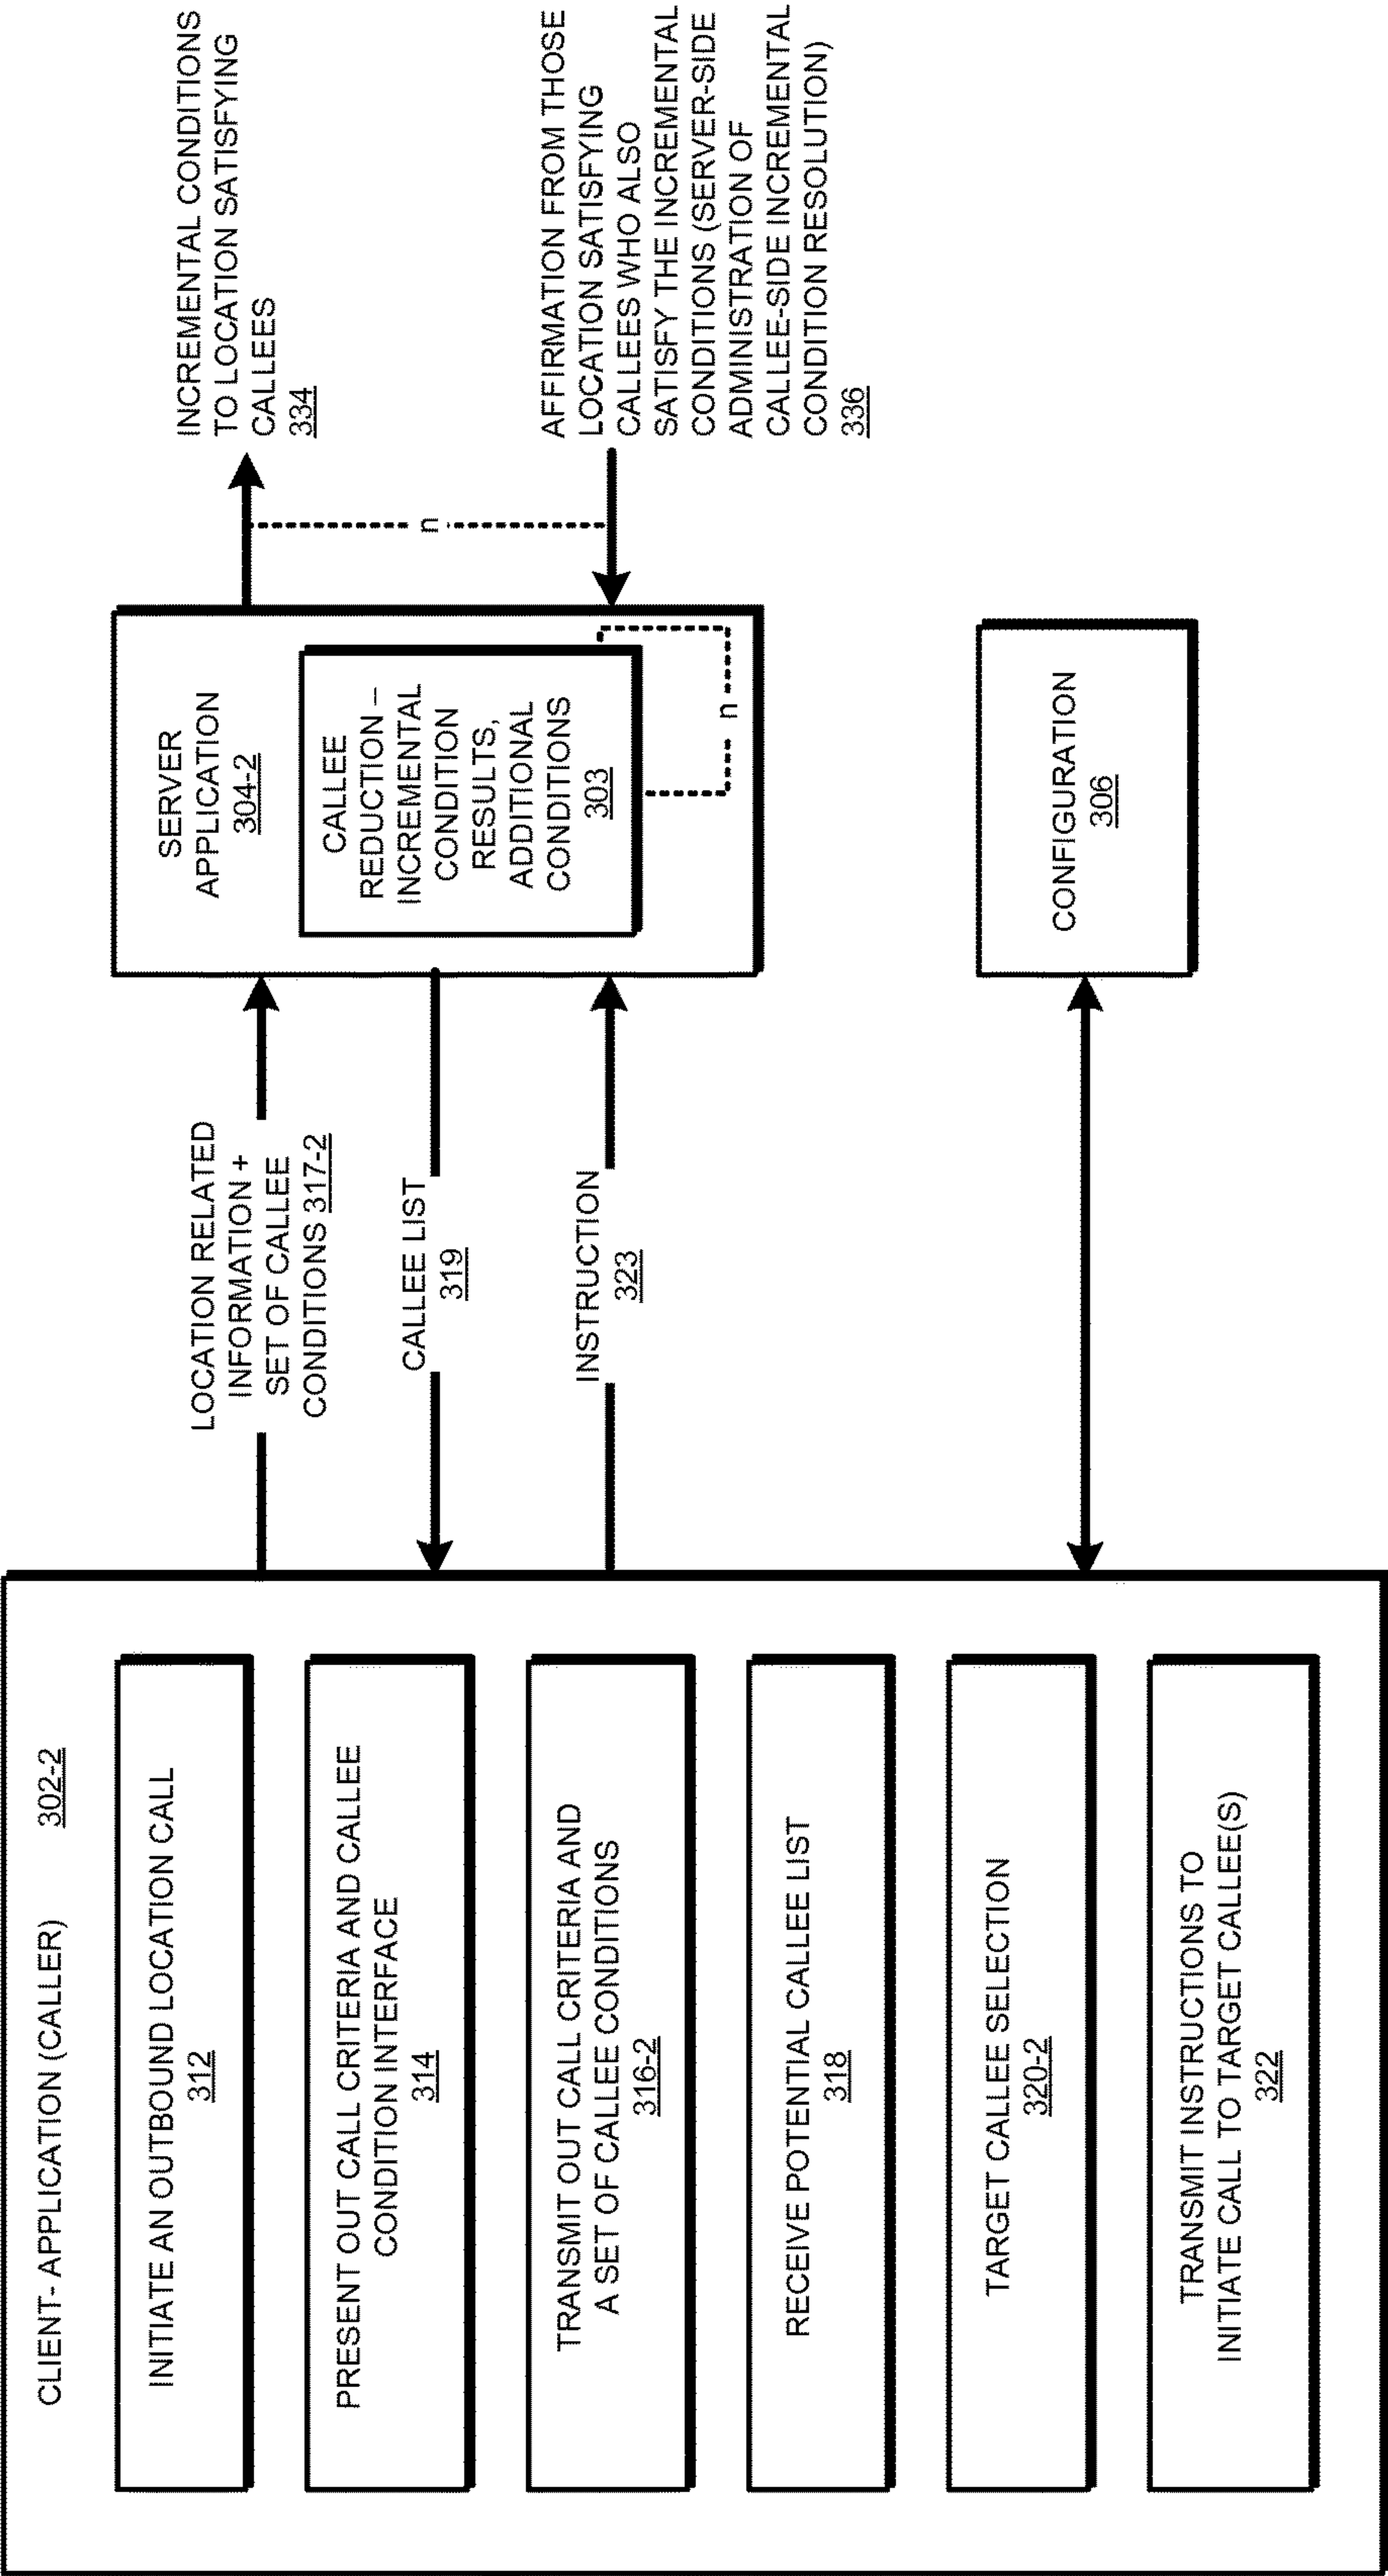 CLIENT- APPLICATION (CALLER) 302-2
INITIATE AN OUTBOUND LOCATION CALL
312
PRESENT OUT CALL CRITERIA AND CALLEE
CONDITION INTERFACE
314
TRANSMIT OUT CALL CRITERIA AND
A SET OF CALLEE CONDITIONS
316-2
RECEIVE POTENTIAL CALLEE LIST
318
TARGET CALLEE SELECTION
320-2
TRANSMIT INSTRUCTIONS TO
INITIATE CALL TO TARGET CALLEE(S)
322
LOCATION RELATED
INFORMATION +
SET OF CALLEE
CONDITIONS 317-2
CALLEE LIST
319
INSTRUCTION
323
SERVER
APPLICATION
304-2
CALLEE
REDUCTION –
INCREMENTAL
CONDITION
RESULTS,
ADDITIONAL
CONDITIONS
303
n
CONFIGURATION
306
n
INCREMENTAL CONDITIONS
TO LOCATION SATISFYING
CALLEES
334
AFFIRMATION FROM THOSE
LOCATION SATISFYING
CALLEES WHO ALSO
SATISFY THE INCREMENTAL
CONDITIONS (SERVER-SIDE
ADMINISTRATION OF
CALLEE-SIDE INCREMENTAL
CONDITION RESOLUTION)
336